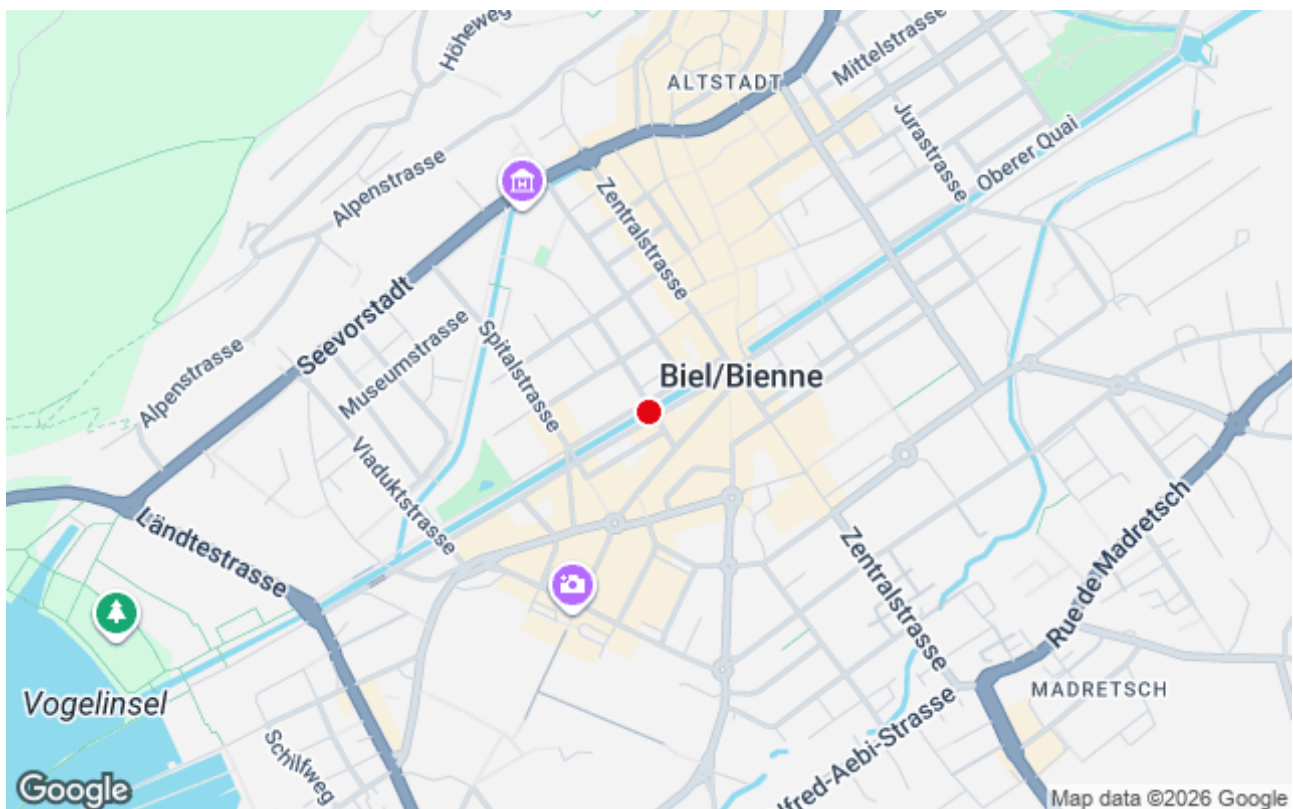 Höheweg
ALTSTADT
Mittelstrasse
Jurastrasse
Oberer Quai
Alpenstrasse
Zentralstrasse
Seevorstadt
Museumstrasse
Spitalstrasse
Alpenstrasse
Biel/Bienne
Viaduktstrasse
Ländtestrasse
Zentralstrasse
Rue de Madretsch
MADRETSCH
Vogelinsel
Schilfweg
lfred-Aebi-Strasse
Google
Map data ©2026 Google